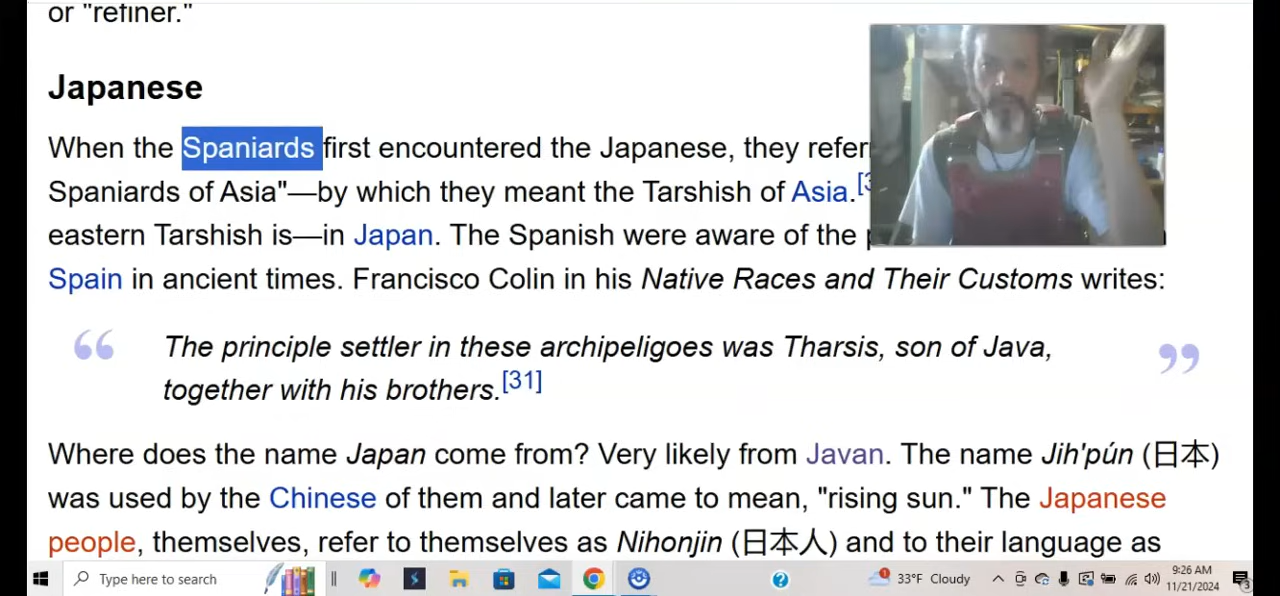 or "refiner."
Japanese
When the Spaniards first encountered the Japanese, they refer
Spaniards of Asia"—by which they meant the Tarshish of Asia.
eastern Tarshish is—in Japan. The Spanish were aware of the
Spain in ancient times. Francisco Colin in his Native Races and Their Customs writes:
“ The principle settler in these archipeligoes was Tharsis, son of Java, ”
together with his brothers.[31]
Where does the name Japan come from? Very likely from Javan. The name Jih'pún (日本)
was used by the Chinese of them and later came to mean, "rising sun." The Japanese
people, themselves, refer to themselves as Nihonjin (日本人) and to their language as
Type here to search
33°F Cloudy
9:26 AM
11/21/2024
3